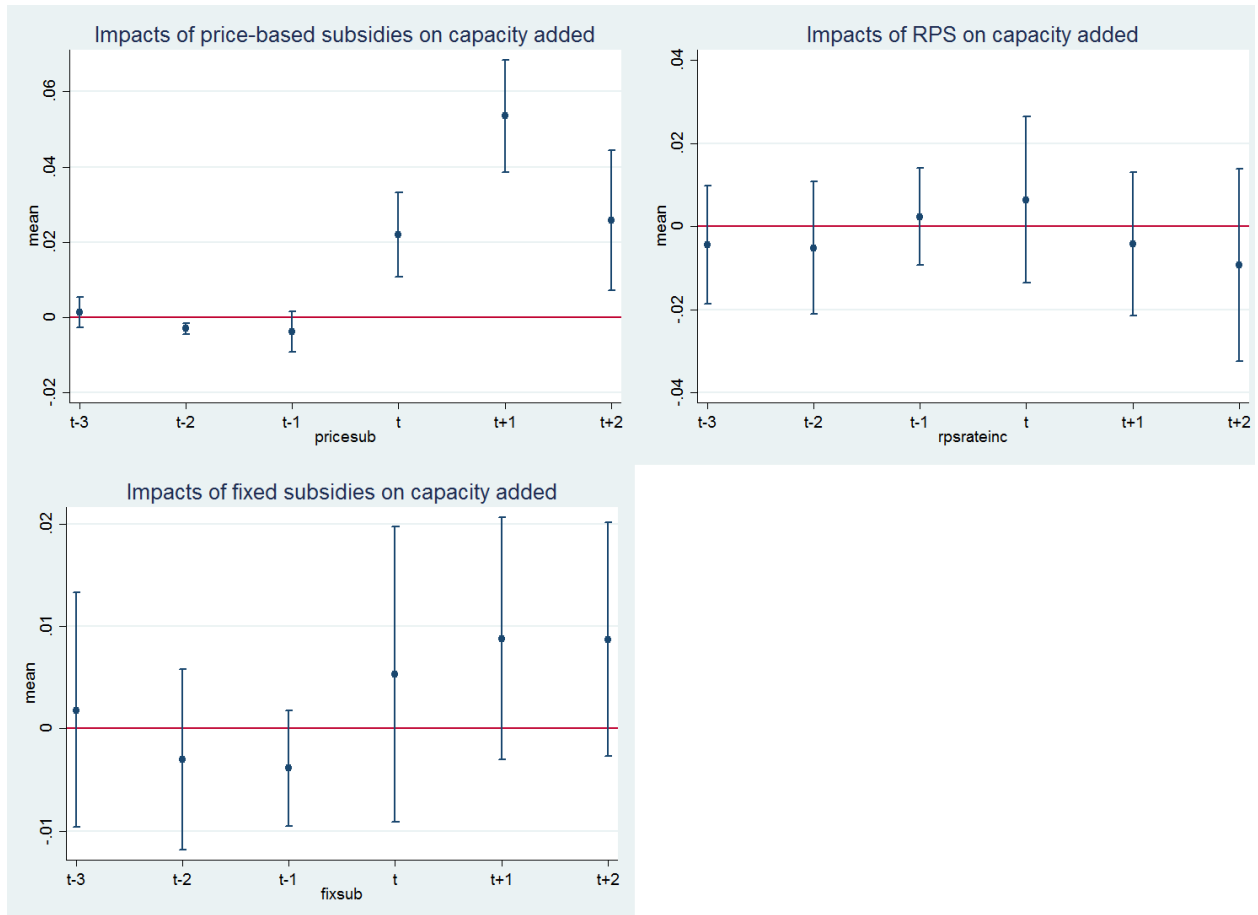 Impacts of price-based subsidies on capacity added
mean
.06
.04
.02
0
-.02
t-3 t-2 t-1 t t+1 t+2
pricesub
Impacts of RPS on capacity added
mean
.04
.02
0
-.02
-.04
t-3 t-2 t-1 t t+1 t+2
rpsrateinc
Impacts of fixed subsidies on capacity added
mean
.02
.01
0
-.01
t-3 t-2 t-1 t t+1 t+2
fixsub